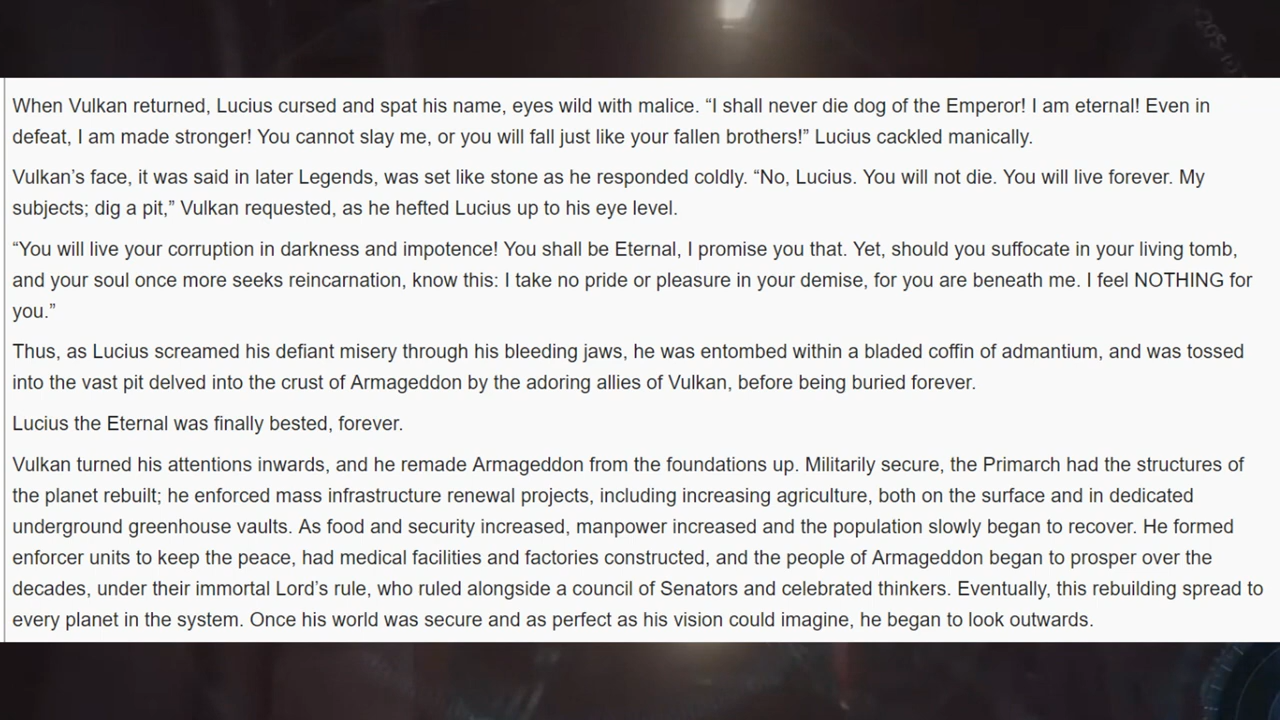 When Vulkan returned, Lucius cursed and spat his name, eyes wild with malice. “I shall never die dog of the Emperor! I am eternal! Even in
defeat, I am made stronger! You cannot slay me, or you will fall just like your fallen brothers!” Lucius cackled manically.
Vulkan’s face, it was said in later Legends, was set like stone as he responded coldly. “No, Lucius. You will not die. You will live forever. My
subjects; dig a pit,” Vulkan requested, as he hefted Lucius up to his eye level.
“You will live your corruption in darkness and impotence! You shall be Eternal, I promise you that. Yet, should you suffocate in your living tomb,
and your soul once more seeks reincarnation, know this: I take no pride or pleasure in your demise, for you are beneath me. I feel NOTHING for
you.”
Thus, as Lucius screamed his defiant misery through his bleeding jaws, he was entombed within a bladed coffin of admantium, and was tossed
into the vast pit delved into the crust of Armageddon by the adoring allies of Vulkan, before being buried forever.
Lucius the Eternal was finally bested, forever.
Vulkan turned his attentions inwards, and he remade Armageddon from the foundations up. Militarily secure, the Primarch had the structures of
the planet rebuilt; he enforced mass infrastructure renewal projects, including increasing agriculture, both on the surface and in dedicated
underground greenhouse vaults. As food and security increased, manpower increased and the population slowly began to recover. He formed
enforcer units to keep the peace, had medical facilities and factories constructed, and the people of Armageddon began to prosper over the
decades, under their immortal Lord’s rule, who ruled alongside a council of Senators and celebrated thinkers. Eventually, this rebuilding spread to
every planet in the system. Once his world was secure and as perfect as his vision could imagine, he began to look outwards.